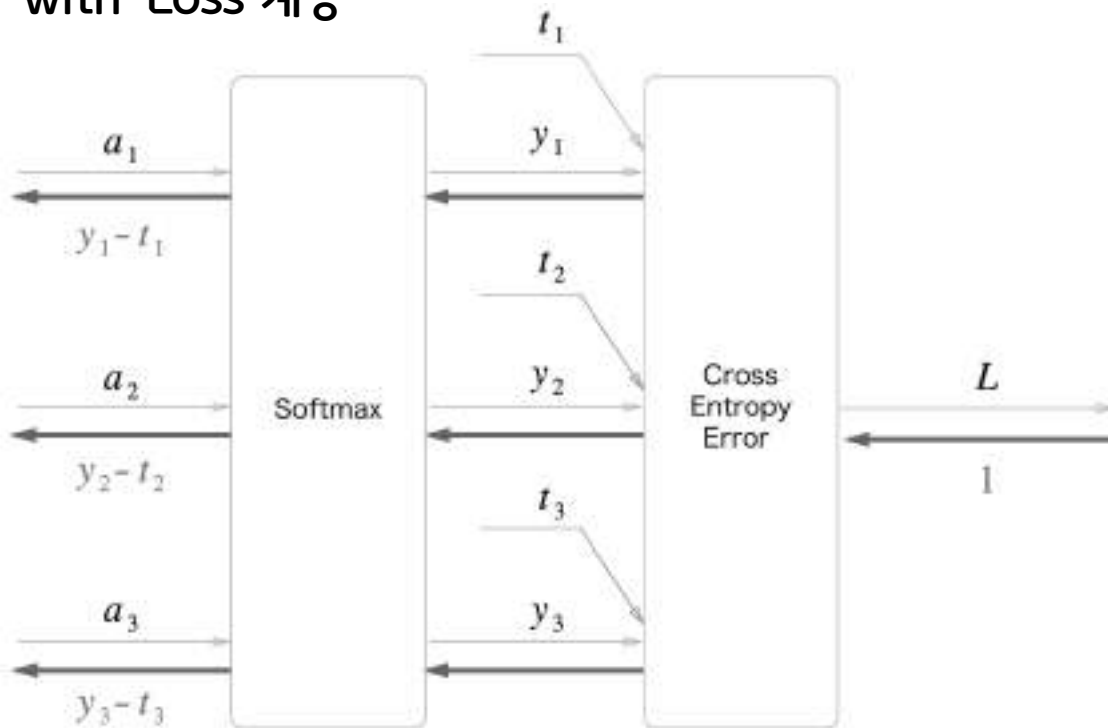 with Loss 계층
t₁
a₁
y₁
y₁ - t₁
t₂
a₂
y₂
Softmax
Cross
Entropy
Error
L
y₂ - t₂
1
t₃
a₃
y₃
y₃ - t₃